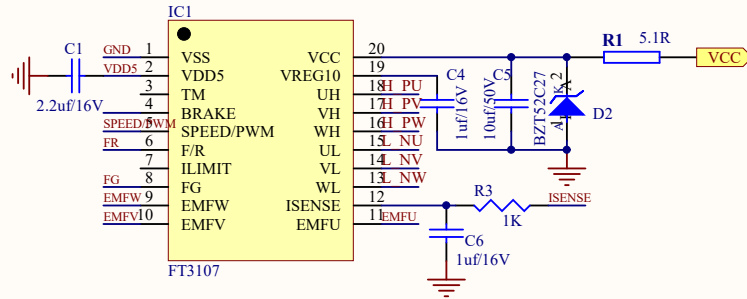 IC1
GND 1 VSS VCC 20
C1 VDD5 2 VDD5 VREG10 19
2.2uf/16V
3 TM UH 18 H_PU
4 BRAKE VH 17 H_PV
SPEED/PWM 5 SPEED/PWM WH 16 H_PW
FR 6 F/R UL 15 L_NU
7 ILIMIT VL 14 L_NV
FG 8 FG WL 13 L_NW
EMFW 9 EMFW ISENSE 12
EMFV 10 EMFV EMFU 11 EMFU
FT3107
R1 5.1R VCC
C4
1uf/16V
C5
10uf/50V
BZT52C27
K 2
A
A 1
D2
R3 ISENSE
1K
C6
1uf/16V